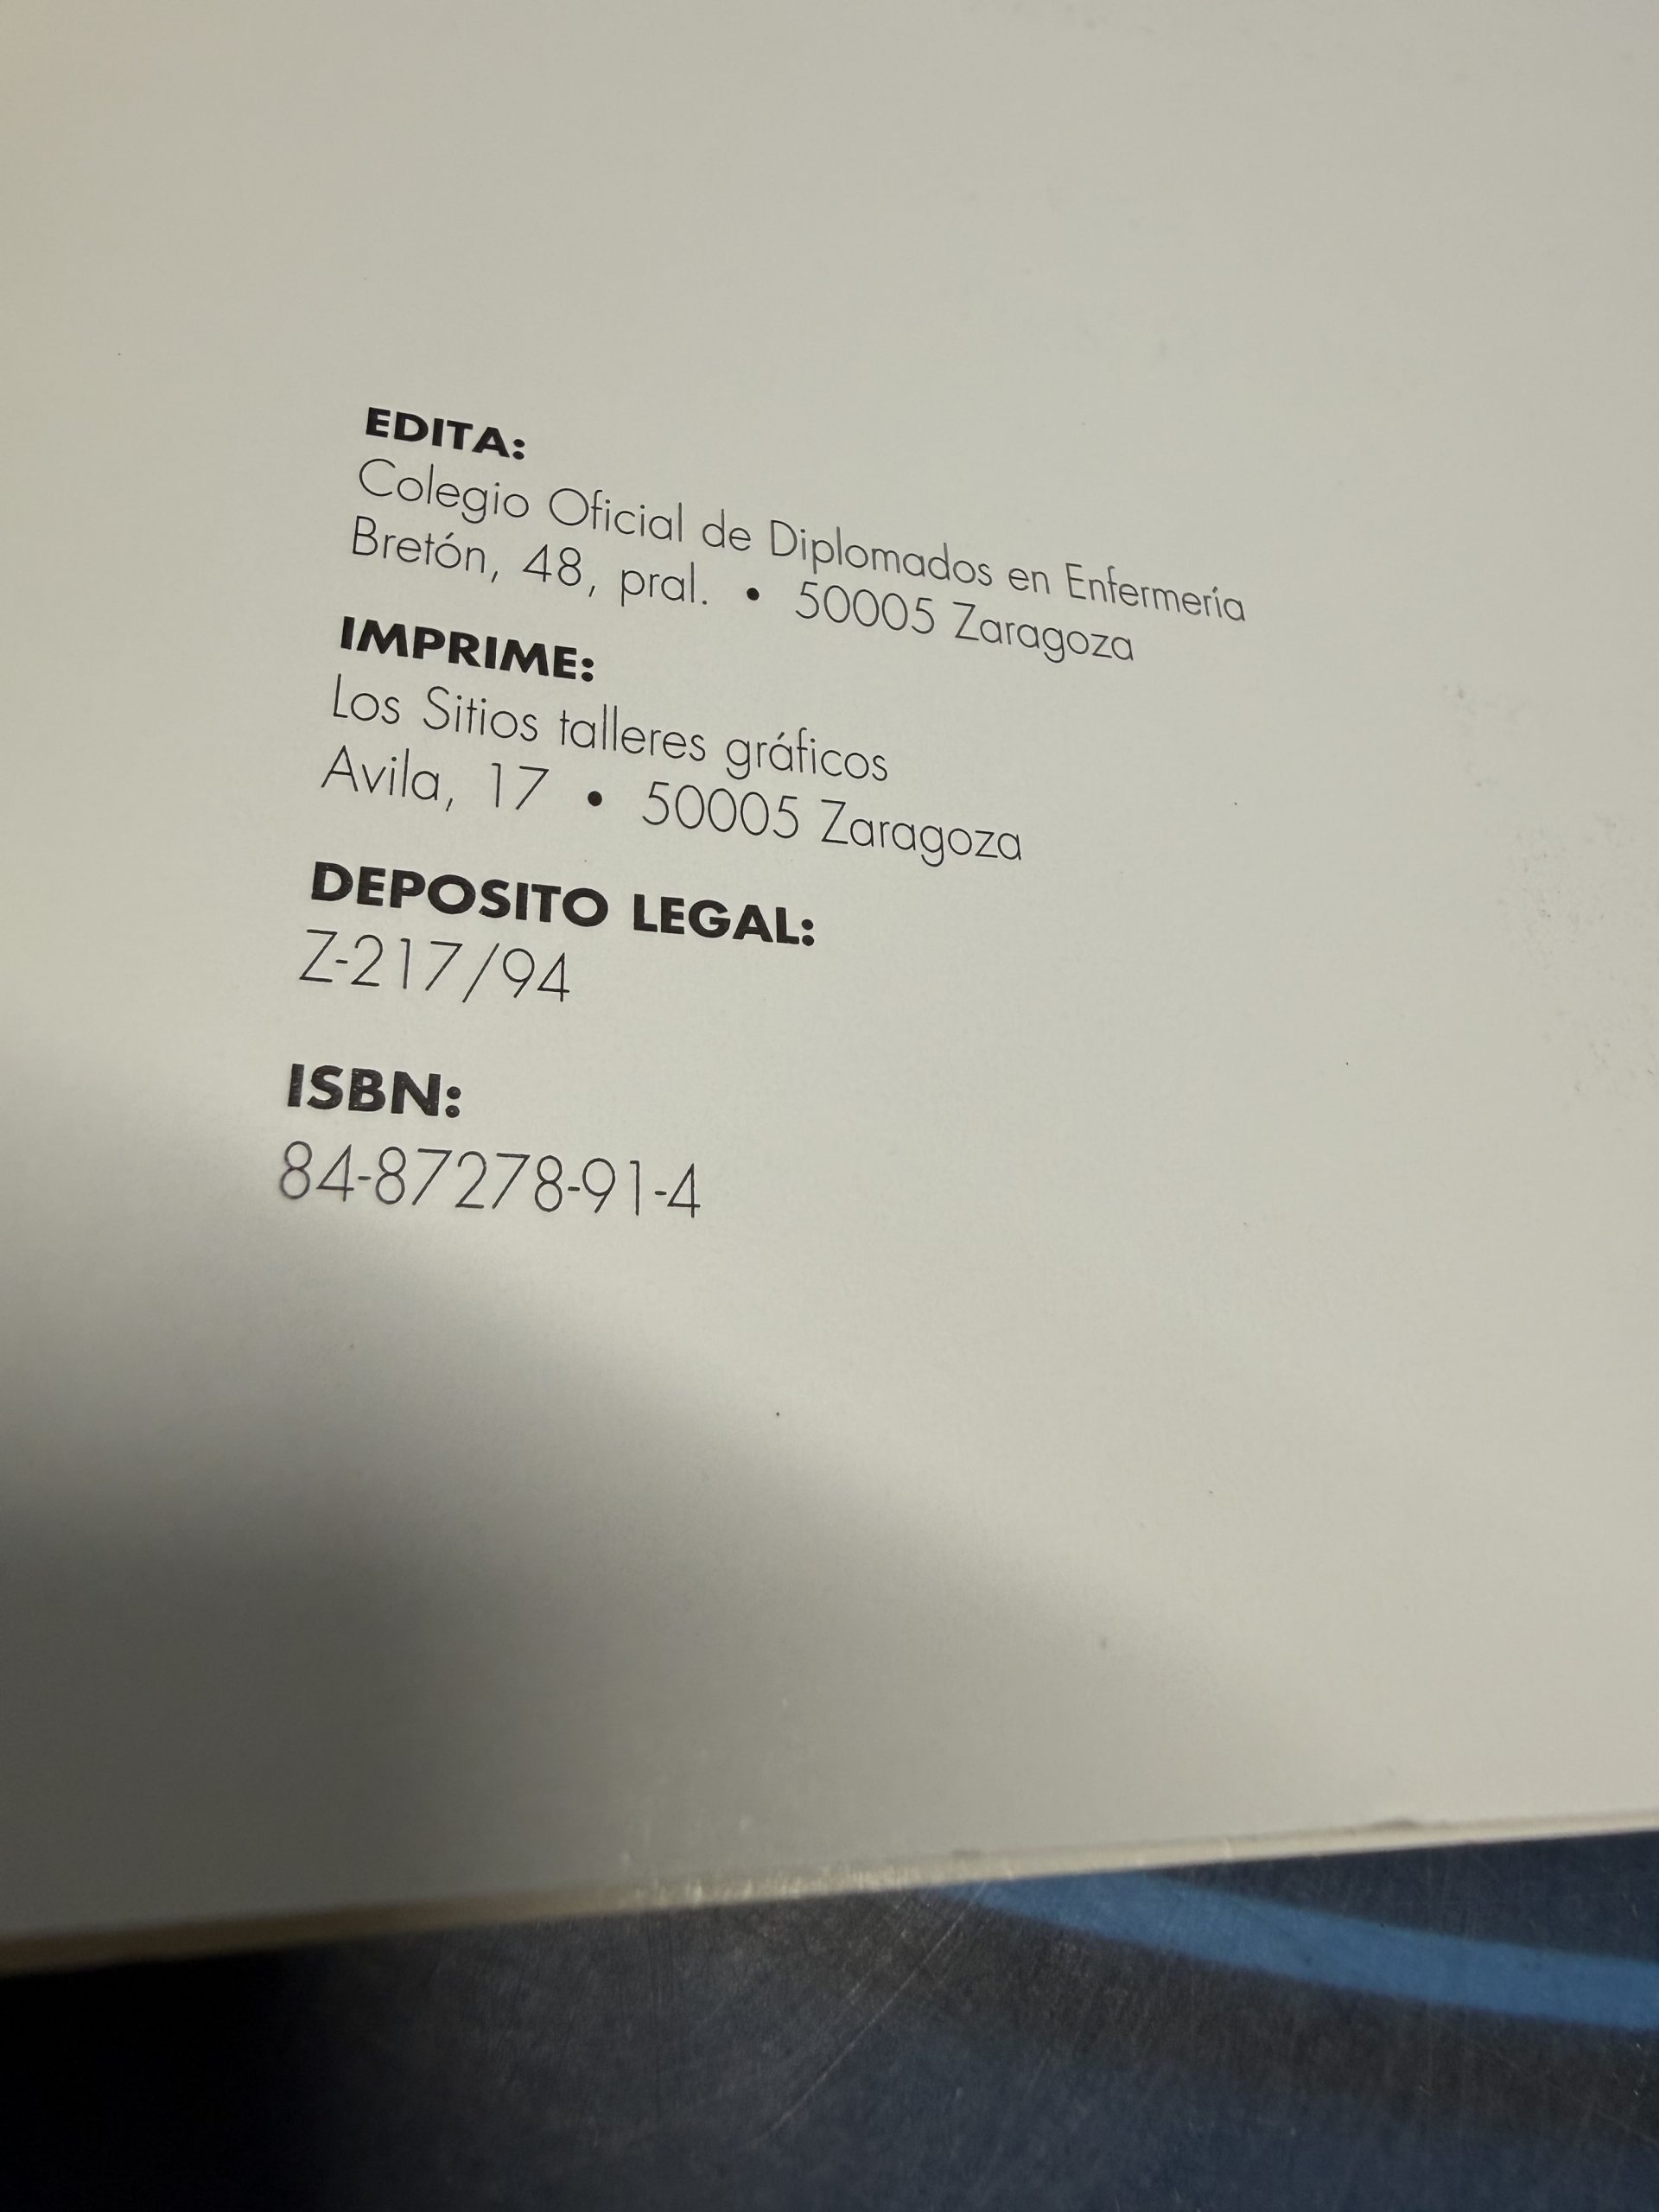 EDITA:
Colegio Oficial de Diplomados en Enfermería
Bretón, 48, pral. • 50005 Zaragoza
IMPRIME:
Los Sitios talleres gráficos
Avila, 17 • 50005 Zaragoza
DEPOSITO LEGAL:
Z-217/94
ISBN:
84-87278-91-4